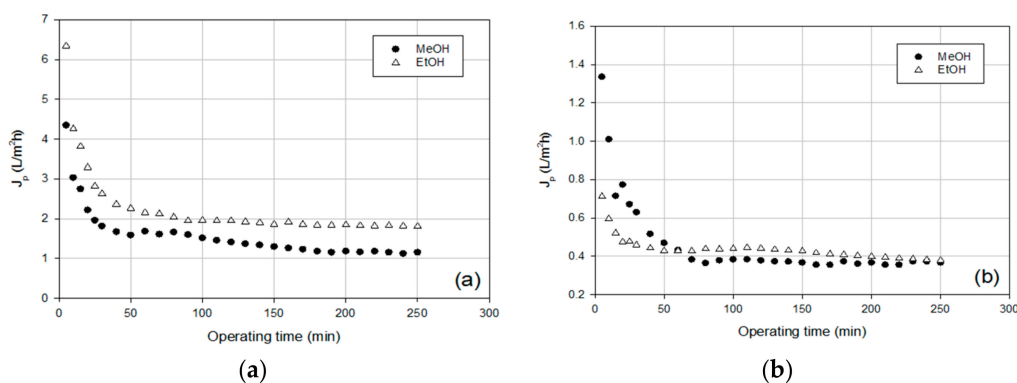 7
6
5
4
3
2
1
0
J_p (L/m²h)
MeOH
EtOH
(a)
0 50 100 150 200 250 300
Operating time (min)
(a)
1.6
1.4
1.2
1.0
0.8
0.6
0.4
0.2
J_p (L/m²h)
MeOH
EtOH
(b)
0 50 100 150 200 250 300
Operating time (min)
(b)